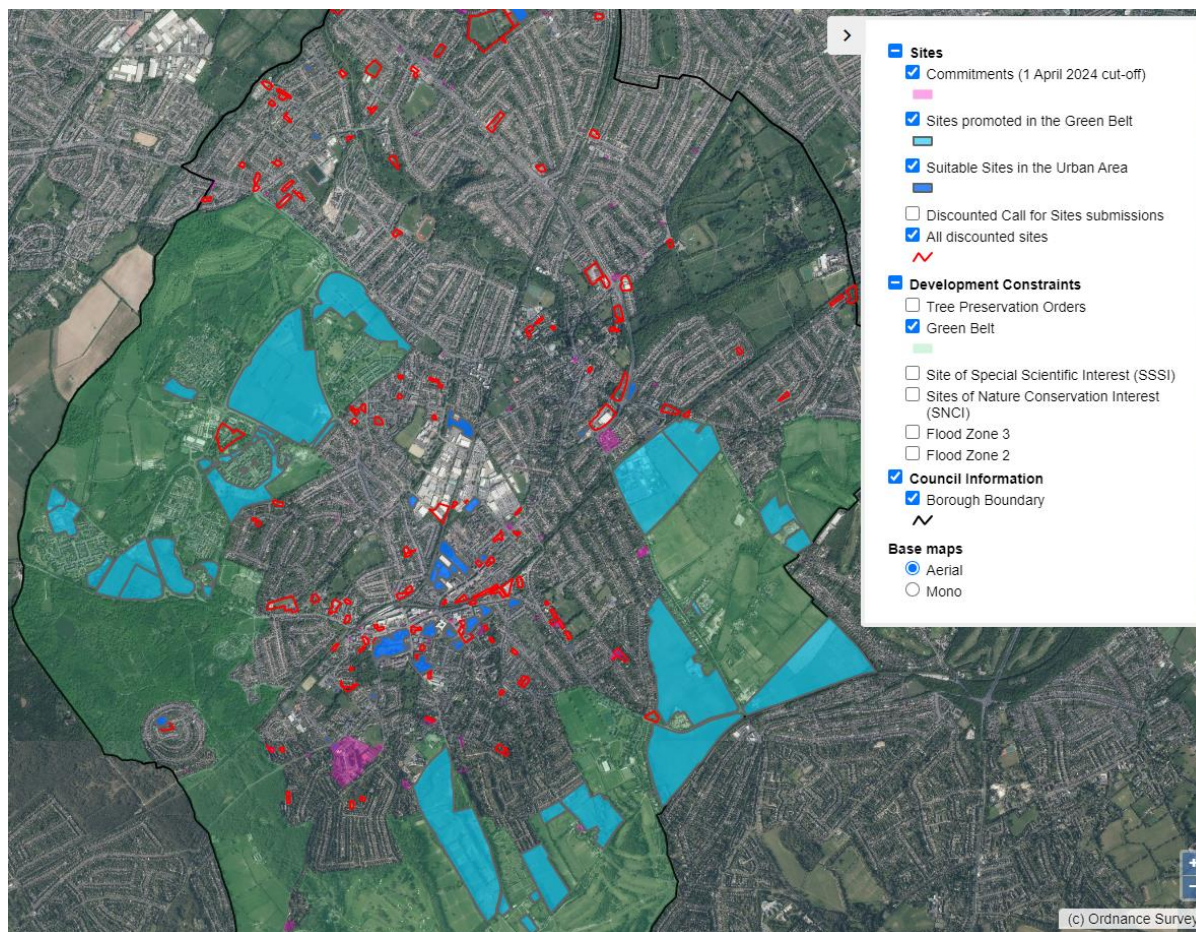 Sites
Commitments (1 April 2024 cut-off)
Sites promoted in the Green Belt
Suitable Sites in the Urban Area
Discounted Call for Sites submissions
All discounted sites
Development Constraints
Tree Preservation Orders
Green Belt
Site of Special Scientific Interest (SSSI)
Sites of Nature Conservation Interest
(SNCI)
Flood Zone 3
Flood Zone 2
Council Information
Borough Boundary
Base maps
Aerial
Mono
(c) Ordnance Survey